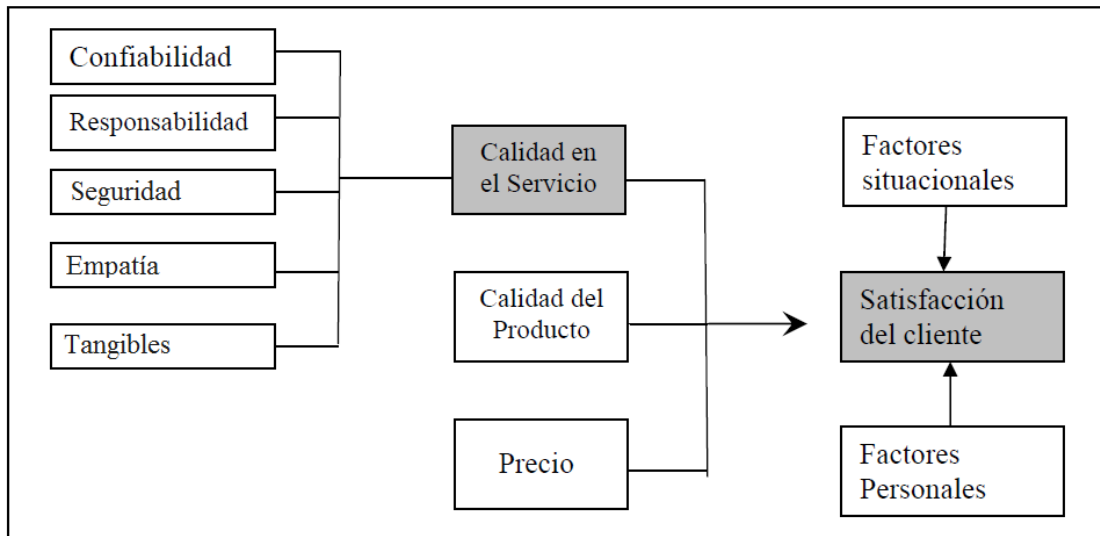 Confiabilidad
Responsabilidad
Seguridad
Empatía
Tangibles
Calidad en
el Servicio
Calidad del
Producto
Precio
Factores
situacionales
Satisfacción
del cliente
Factores
Personales